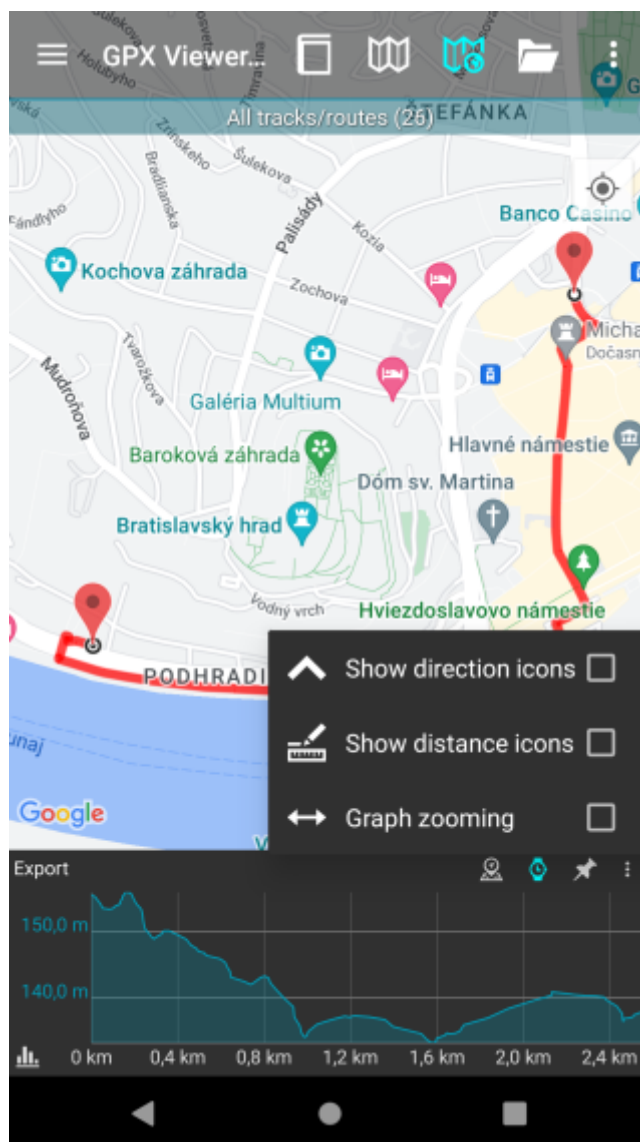 GPX Viewer...
All tracks/routes (26)
ŠTEFÁNKA
Holubyho
Zrinskeho
Bradlianska
Šulekova
Palisády
Kozia
Banco Casino
Kochova záhrada
Zochova
Micha
Dočasn
Tvarožkova
Mudroňova
Galéria Multium
Baroková záhrada
Hlavné námestie
Dóm sv. Martina
Bratislavský hrad
Vodný vrch
Hviezdoslavovo námestie
PODHRADI
unaj
Google
Show direction icons
Show distance icons
Graph zooming
Export
150,0 m
140,0 m
0 km 0,4 km 0,8 km 1,2 km 1,6 km 2,0 km 2,4 km